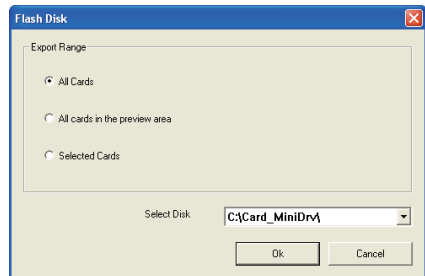 Flash Disk
Export Range
All Cards
All cards in the preview area
Selected Cards
Select Disk C:\Card_MiniDrv\
Ok Cancel